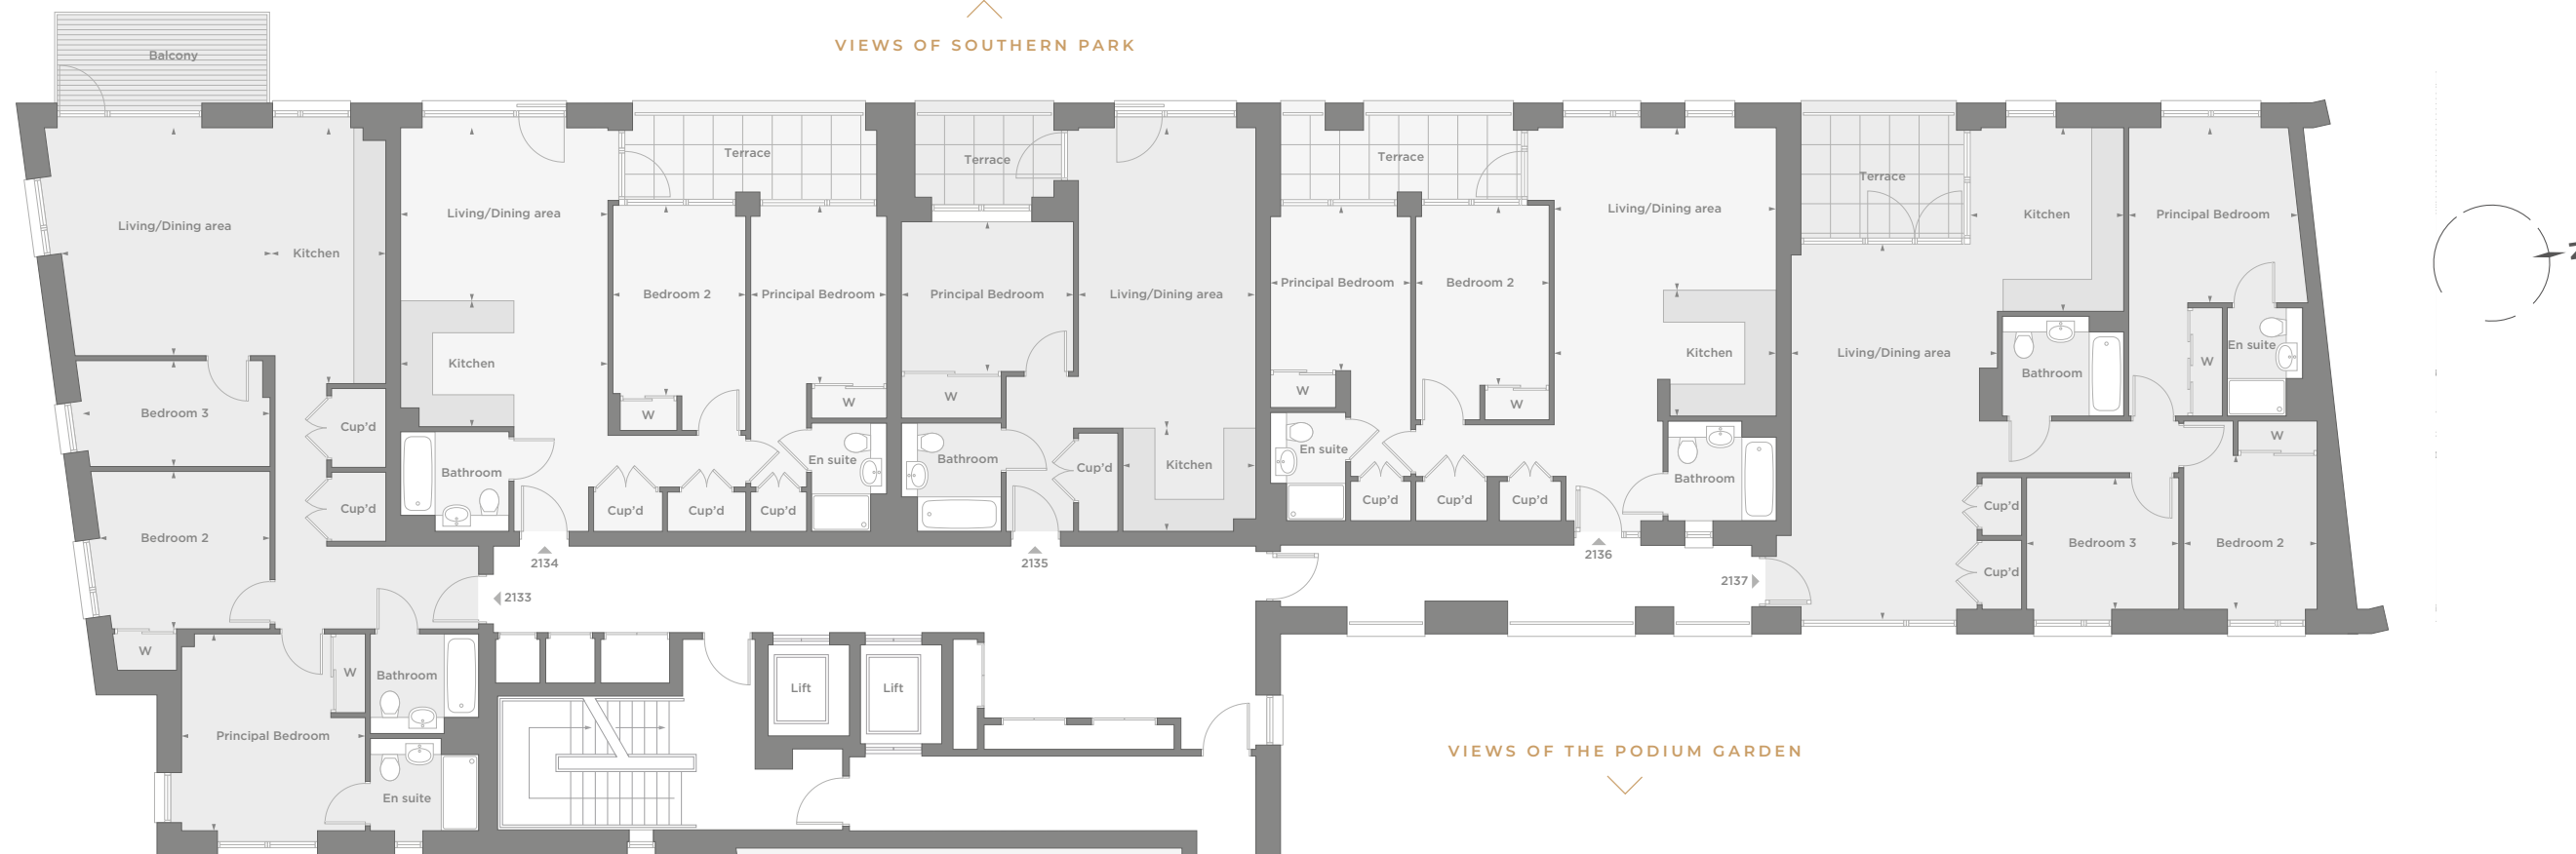 VIEWS OF SOUTHERN PARK
Balcony
Living/Dining area
Kitchen
Bedroom 3
Cup'd
Bedroom 2
Cup'd
W
Principal Bedroom
W
Bathroom
En suite
2133
Living/Dining area
Kitchen
Bathroom
Terrace
Bedroom 2
W
Principal Bedroom
W
En suite
Cup'd
Cup'd
Cup'd
2134
Terrace
Principal Bedroom
W
Bathroom
Living/Dining area
Cup'd
Kitchen
2135
Terrace
Principal Bedroom
W
En suite
Bedroom 2
W
Cup'd
Cup'd
Cup'd
Living/Dining area
Kitchen
Bathroom
2136
2137
Terrace
Living/Dining area
Kitchen
Bathroom
Principal Bedroom
W
En suite
W
Cup'd
Cup'd
Bedroom 3
Bedroom 2
Lift
Lift
VIEWS OF THE PODIUM GARDEN